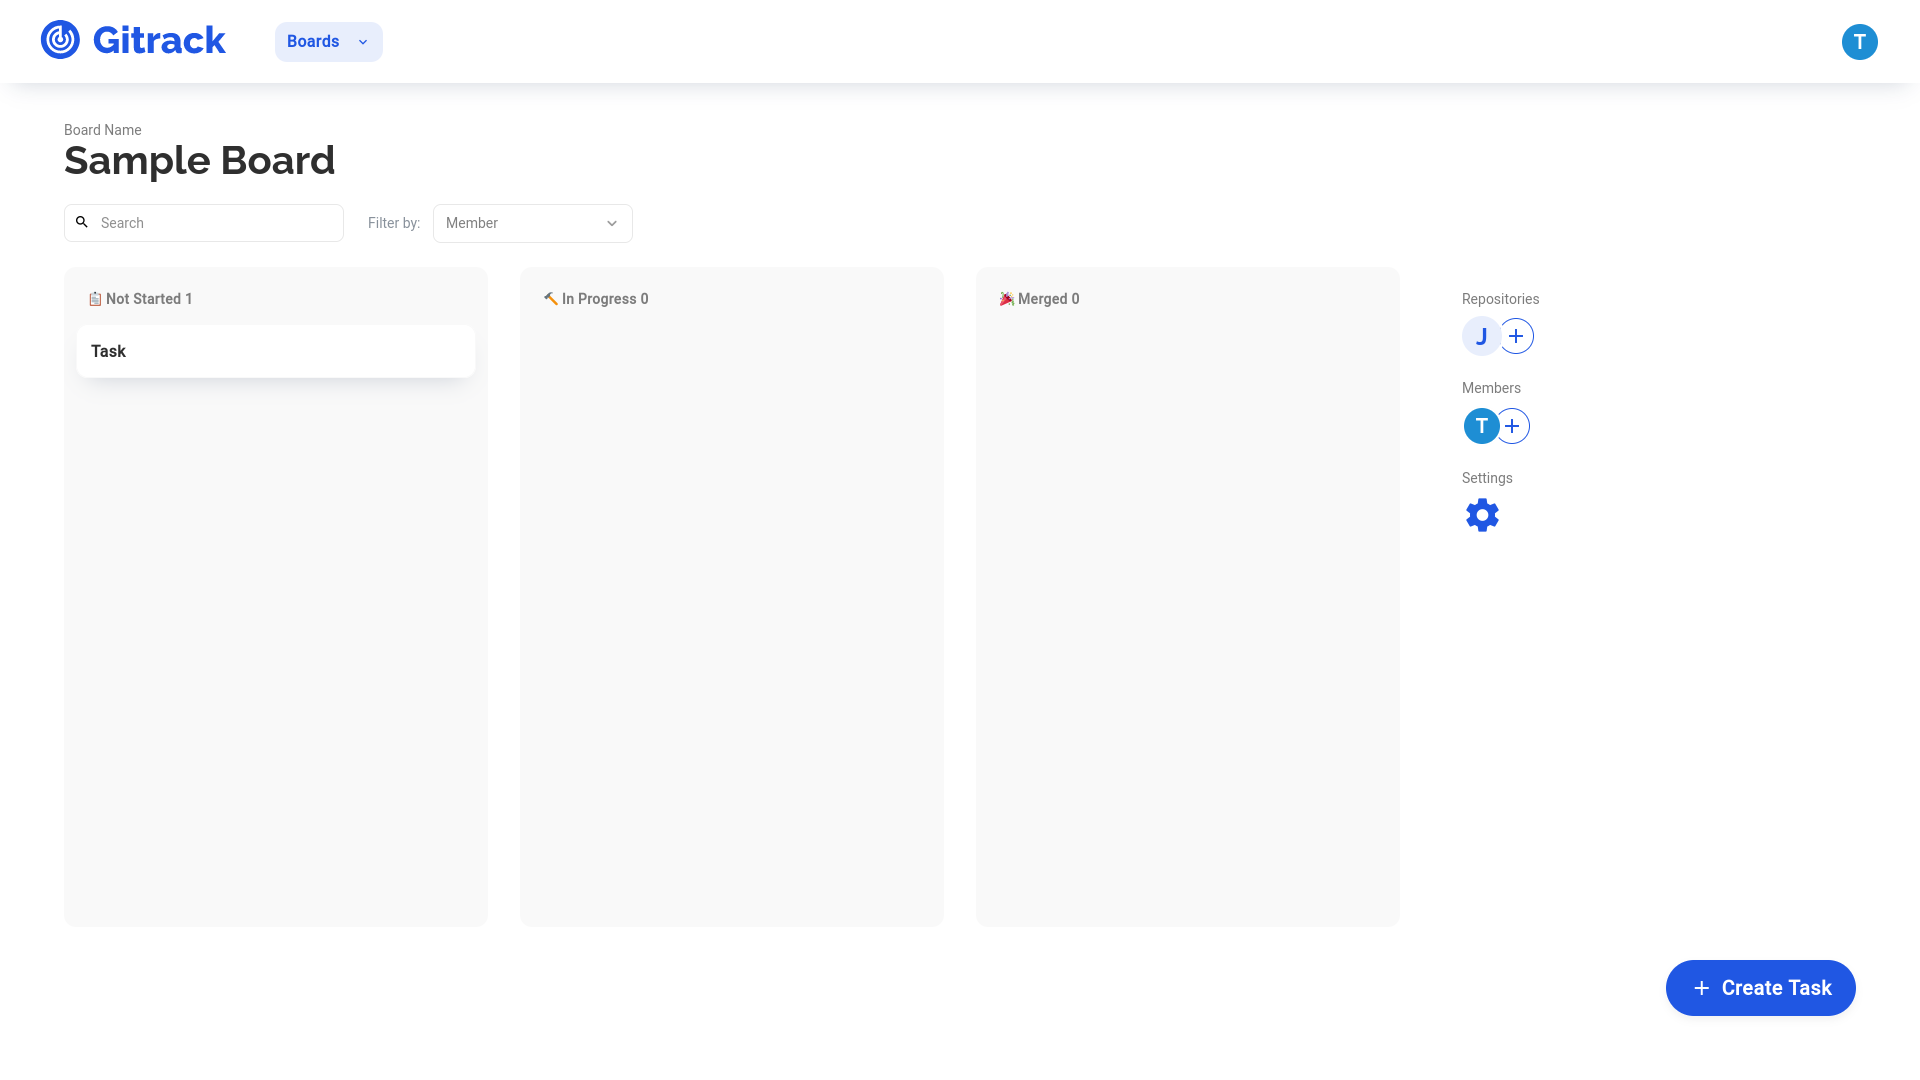 Gitrack
Boards
T
Board Name
Sample Board
Search
Filter by:
Member
Not Started 1
Task
In Progress 0
Merged 0
Repositories
J
Members
T
Settings
Create Task